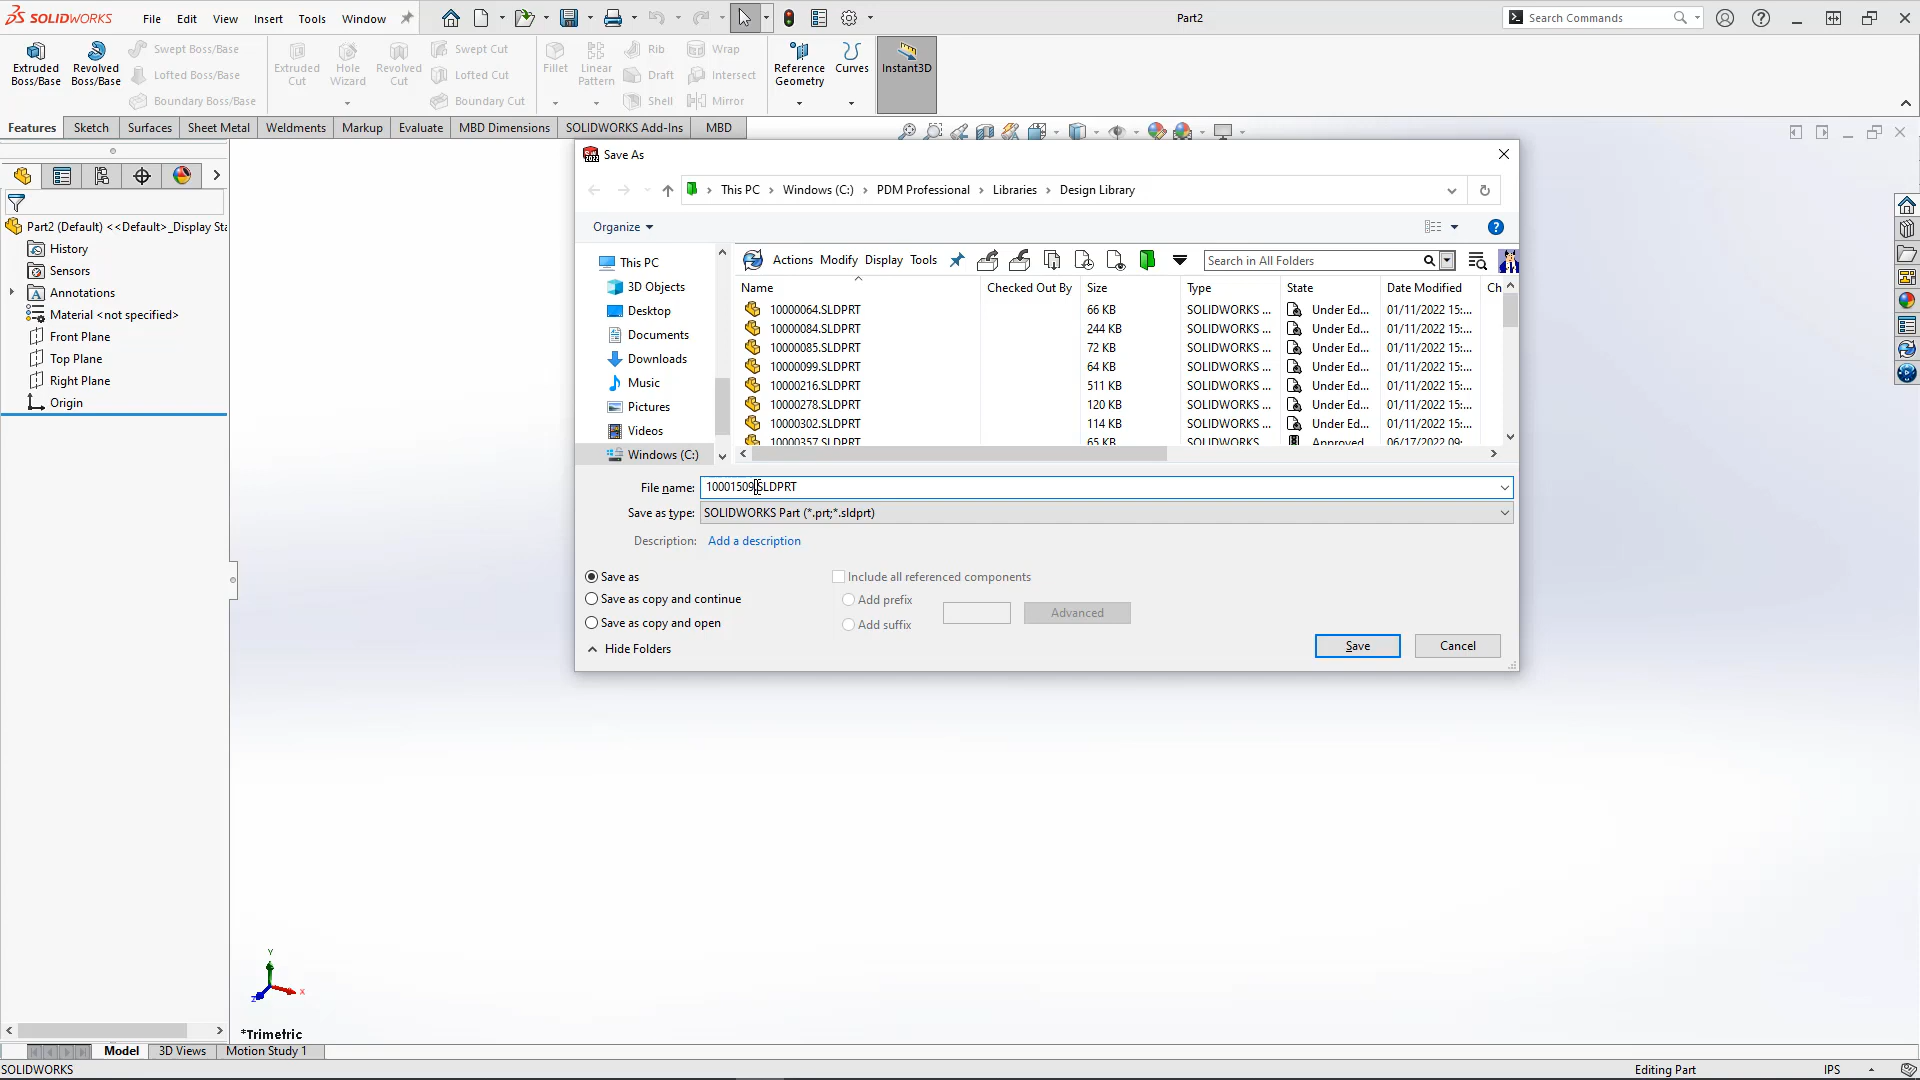 SOLIDWORKS File Edit View Insert Tools Window Part2 Search Commands
Extruded Boss/Base
Revolved Boss/Base
Swept Boss/Base
Lofted Boss/Base
Boundary Boss/Base
Extruded Cut
Hole Wizard
Revolved Cut
Swept Cut
Lofted Cut
Boundary Cut
Fillet
Linear Pattern
Rib
Draft
Shell
Wrap
Intersect
Mirror
Reference Geometry
Curves
Instant3D
Features Sketch Surfaces Sheet Metal Weldments Markup Evaluate MBD Dimensions SOLIDWORKS Add-Ins MBD
Part2 (Default) <<Default>_Display Sta
History
Sensors
Annotations
Material <not specified>
Front Plane
Top Plane
Right Plane
Origin
Save As
This PC > Windows (C:) > PDM Professional > Libraries > Design Library
Organize
This PC
3D Objects
Desktop
Documents
Downloads
Music
Pictures
Videos
Windows (C:)
Actions Modify Display Tools Search in All Folders
Name Checked Out By Size Type State Date Modified Ch
10000064.SLDPRT 66 KB SOLIDWORKS ... Under Ed... 01/11/2022 15:...
10000084.SLDPRT 244 KB SOLIDWORKS ... Under Ed... 01/11/2022 15:...
10000085.SLDPRT 72 KB SOLIDWORKS ... Under Ed... 01/11/2022 15:...
10000099.SLDPRT 64 KB SOLIDWORKS ... Under Ed... 01/11/2022 15:...
10000216.SLDPRT 511 KB SOLIDWORKS ... Under Ed... 01/11/2022 15:...
10000278.SLDPRT 120 KB SOLIDWORKS ... Under Ed... 01/11/2022 15:...
10000302.SLDPRT 114 KB SOLIDWORKS ... Under Ed... 01/11/2022 15:...
10000357.SLDPRT 65 KB SOLIDWORKS ... Approved 06/17/2022 09:...
File name: 10001509.SLDPRT
Save as type: SOLIDWORKS Part (*.prt;*.sldprt)
Description: Add a description
Save as
Save as copy and continue
Save as copy and open
Include all referenced components
Add prefix
Add suffix
Advanced
Hide Folders
Save Cancel
Y
X
Z
*Trimetric
Model 3D Views Motion Study 1
SOLIDWORKS Editing Part IPS